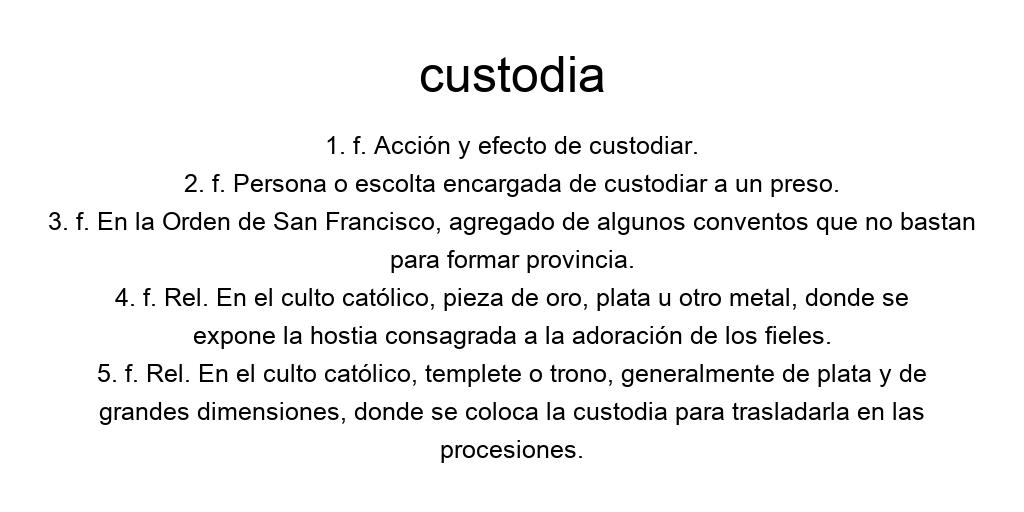 custodia
1. f. Acción y efecto de custodiar.
2. f. Persona o escolta encargada de custodiar a un preso.
3. f. En la Orden de San Francisco, agregado de algunos conventos que no bastan
para formar provincia.
4. f. Rel. En el culto católico, pieza de oro, plata u otro metal, donde se
expone la hostia consagrada a la adoración de los fieles.
5. f. Rel. En el culto católico, templete o trono, generalmente de plata y de
grandes dimensiones, donde se coloca la custodia para trasladarla en las
procesiones.